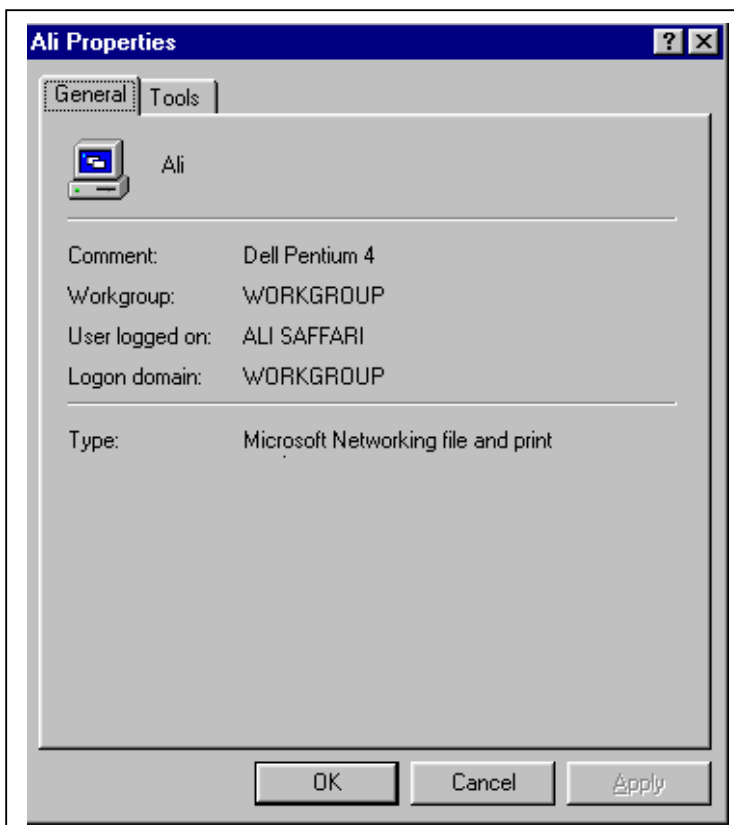 Ali Properties
General Tools
Ali
Comment: Dell Pentium 4
Workgroup: WORKGROUP
User logged on: ALI SAFFARI
Logon domain: WORKGROUP
Type: Microsoft Networking file and print
OK Cancel Apply